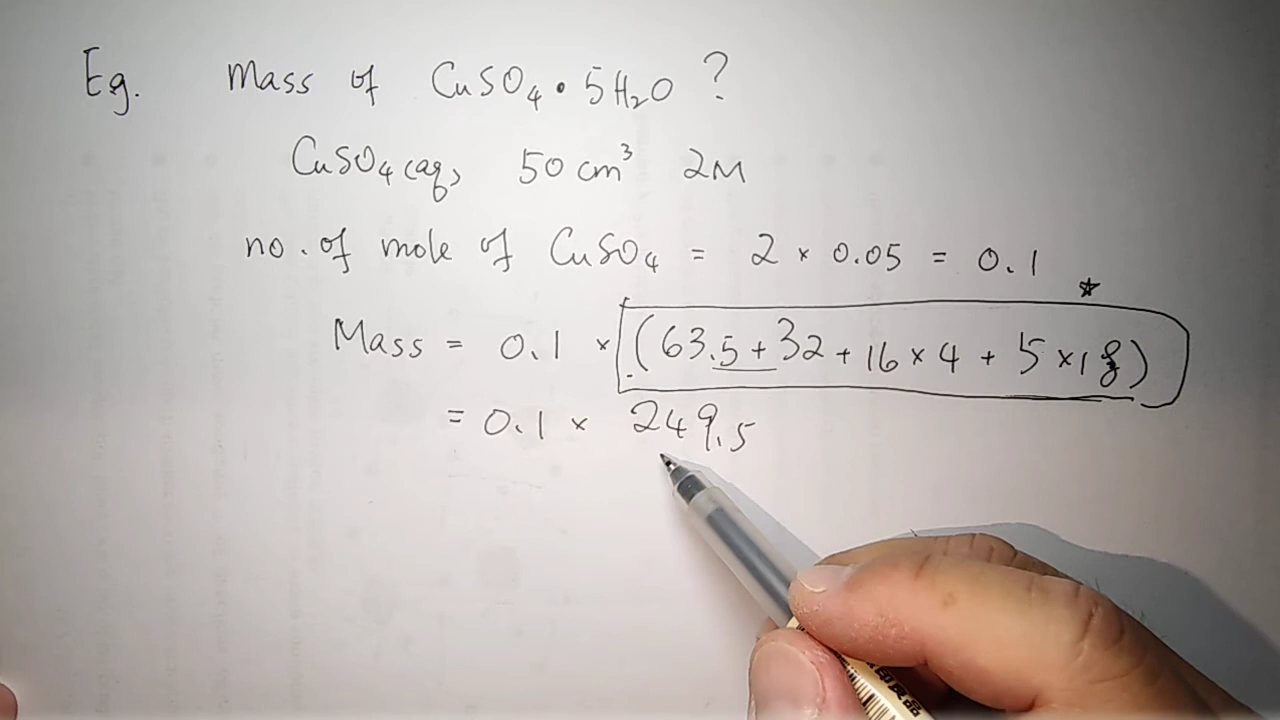 Eg. Mass of CuSO₄•5H₂O ?
CuSO₄(aq), 50 cm³ 2M
no. of mole of CuSO₄ = 2 × 0.05 = 0.1
Mass = 0.1 × (63.5 + 32 + 16 × 4 + 5 × 18)
= 0.1 × 249.5